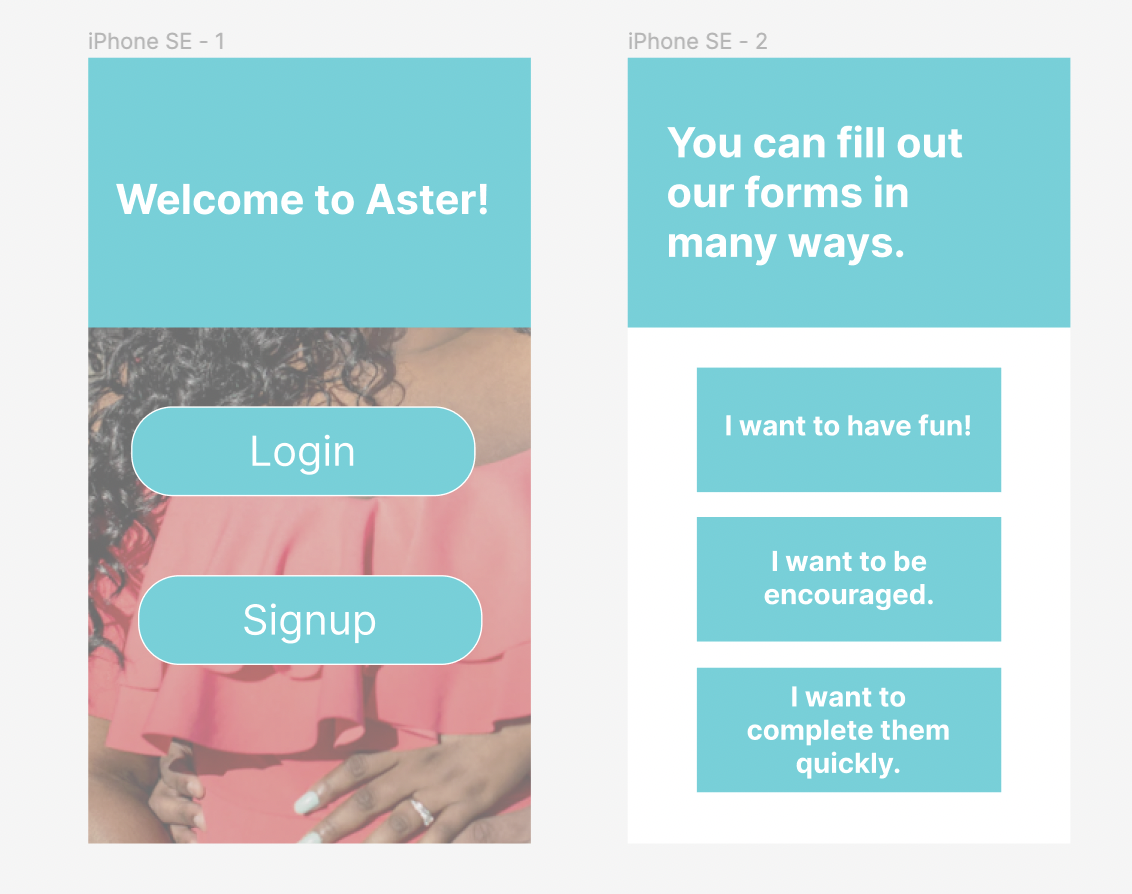 iPhone SE - 1
Welcome to Aster!
Login
Signup
iPhone SE - 2
You can fill out
our forms in
many ways.
I want to have fun!
I want to be
encouraged.
I want to
complete them
quickly.